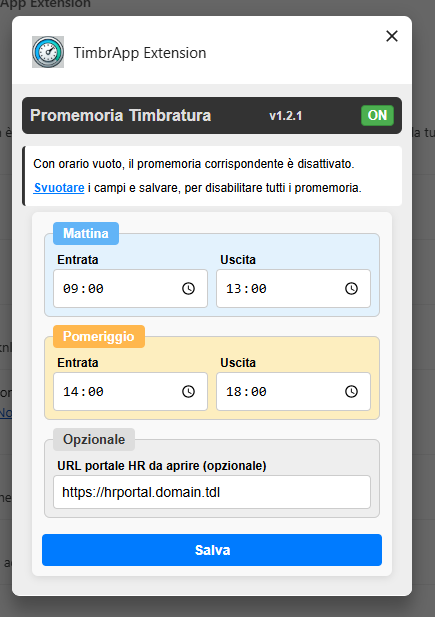 App Extension
TimbrApp Extension
Promemoria Timbratura v1.2.1 ON
Con orario vuoto, il promemoria corrispondente è disattivato.
Svuotare i campi e salvare, per disabilitare tutti i promemoria.
Mattina
Entrata Uscita
09:00 13:00
Pomeriggio
Entrata Uscita
14:00 18:00
Opzionale
URL portale HR da aprire (opzionale)
https://hrportal.domain.tdl
Salva